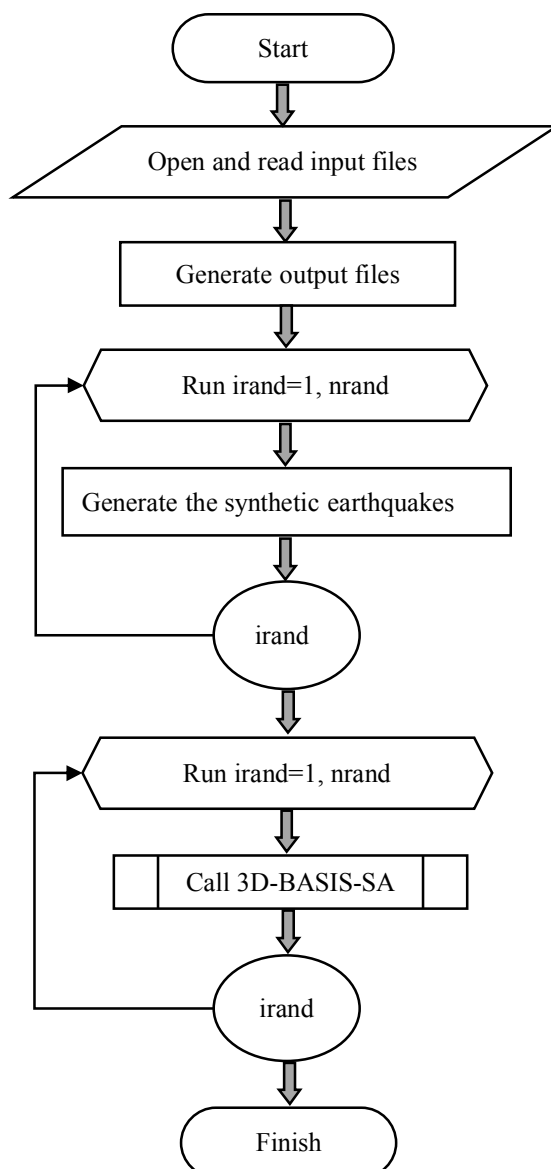 Start
Open and read input files
Generate output files
Run irand=1, nrand
Generate the synthetic earthquakes
irand
Run irand=1, nrand
Call 3D-BASIS-SA
irand
Finish